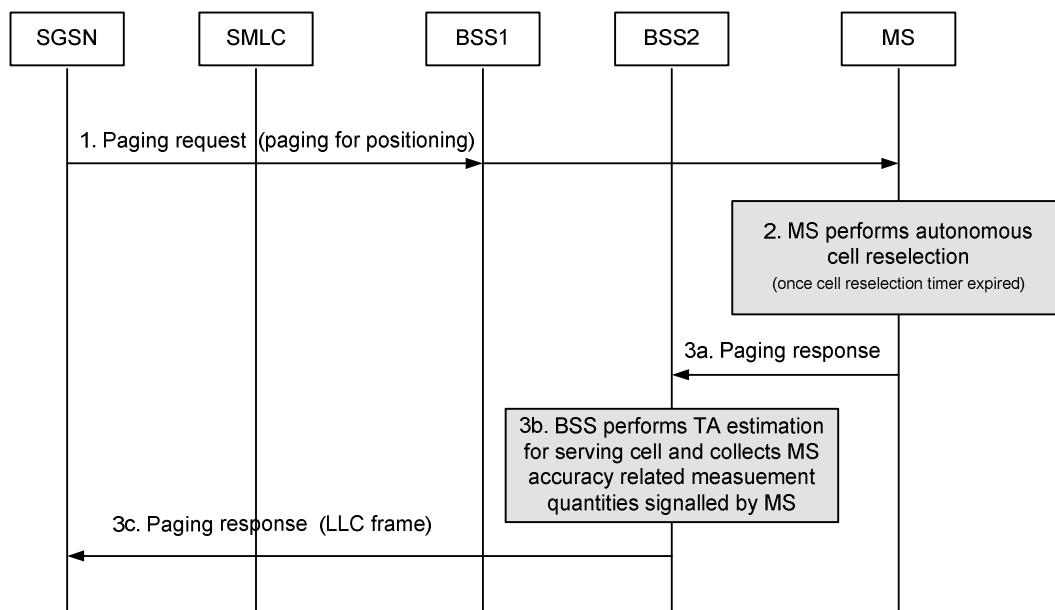 SGSN SMLC BSS1 BSS2 MS
1. Paging request (paging for positioning)
2. MS performs autonomous
cell reselection
(once cell reselection timer expired)
3a. Paging response
3b. BSS performs TA estimation
for serving cell and collects MS
accuracy related measuement
quantities signalled by MS
3c. Paging response (LLC frame)